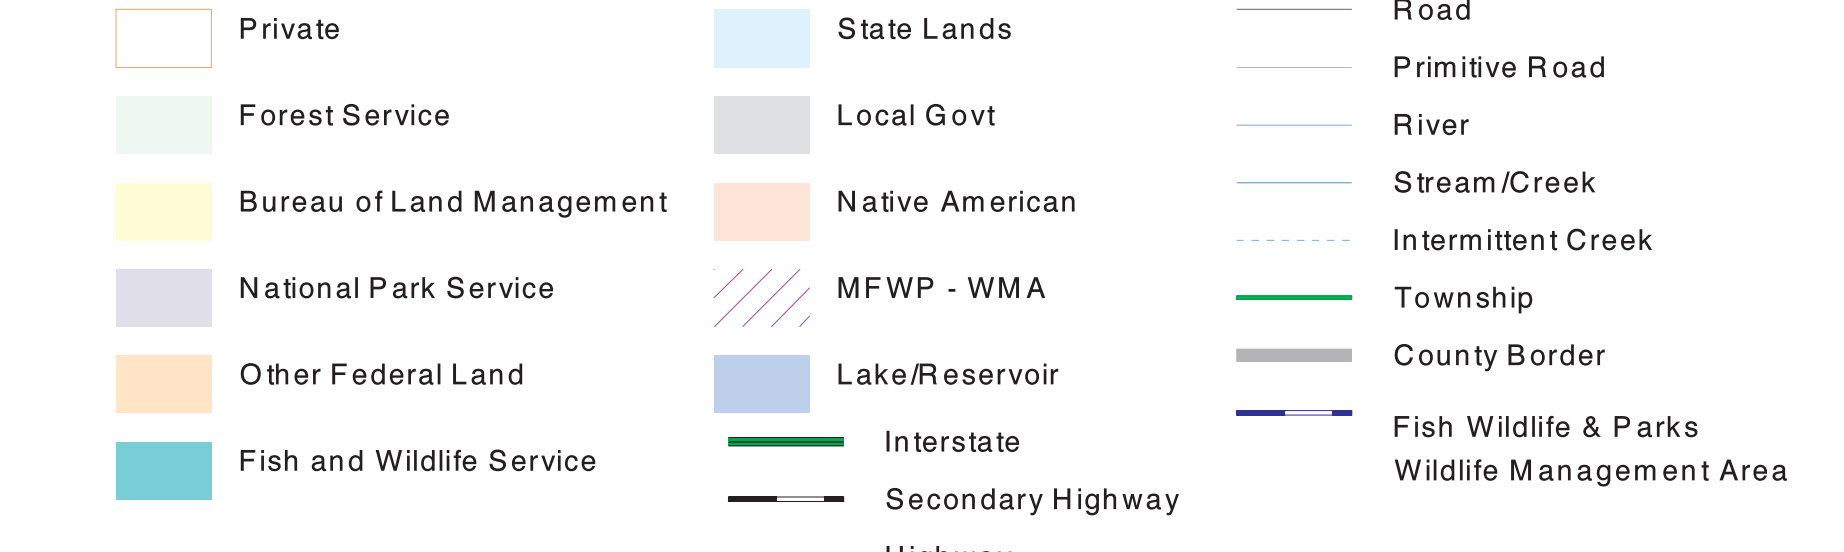 Private
Forest Service
Bureau of Land Management
National Park Service
Other Federal Land
Fish and Wildlife Service
State Lands
Local Govt
Native American
MFWP - WMA
Lake/Reservoir
Interstate
Secondary Highway
Road
Primitive Road
River
Stream/Creek
Intermittent Creek
Township
County Border
Fish Wildlife & Parks
Wildlife Management Area